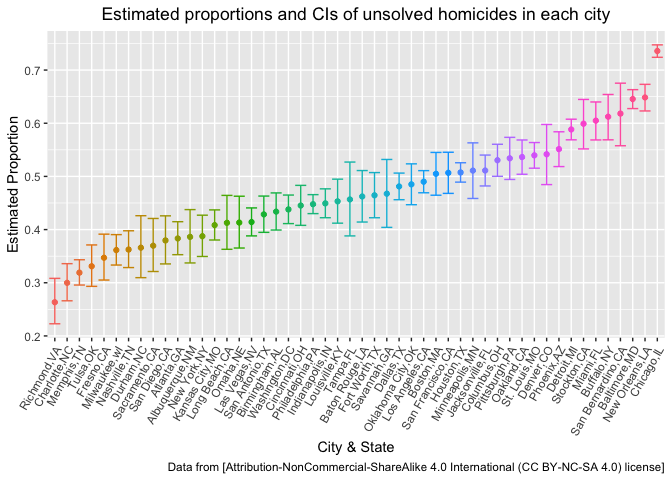 Estimated proportions and CIs of unsolved homicides in each city
Estimated Proportion
0.7
0.6
0.5
0.4
0.3
0.2
Richmond,VA
Charlotte,NC
Memphis,TN
Tulsa,OK
Fresno,CA
Milwaukee,wI
Nashville,TN
Durham,NC
Sacramento,CA
San Diego,CA
Atlanta,GA
Albuquerque,NM
New York,NY
Kansas City,MO
Long Beach,CA
Omaha,NE
Las Vegas,NV
San Antonio,TX
Birmingham,AL
Washington,DC
Cincinnati,OH
Philadelphia,PA
Indianapolis,IN
Louisville,KY
Tampa,FL
Baton Rouge,LA
Fort Worth,TX
Savannah,GA
Dallas,TX
Oklahoma City,OK
Los Angeles,CA
Boston,MA
San Francisco,CA
Houston,TX
Minneapolis,MN
Jacksonville,FL
Columbus,OH
Pittsburgh,PA
Oakland,CA
St. Louis,MO
Denver,CO
Phoenix,AZ
Detroit,MI
Stockton,CA
Miami,FL
Buffalo,NY
San Bernardino,CA
Baltimore,MD
New Orleans,LA
Chicago,IL
City & State
Data from [Attribution-NonCommercial-ShareAlike 4.0 International (CC BY-NC-SA 4.0) license]